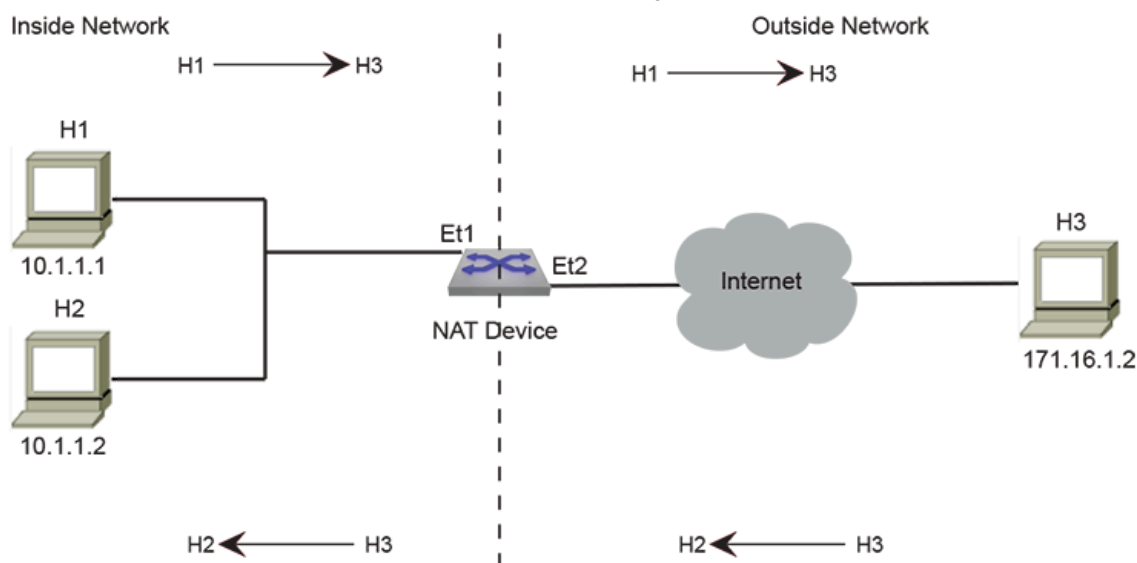 Inside Network
Outside Network
H1
H3
H1
H3
H1
10.1.1.1
H2
10.1.1.2
Et1
Et2
NAT Device
Internet
H3
171.16.1.2
H2
H3
H2
H3